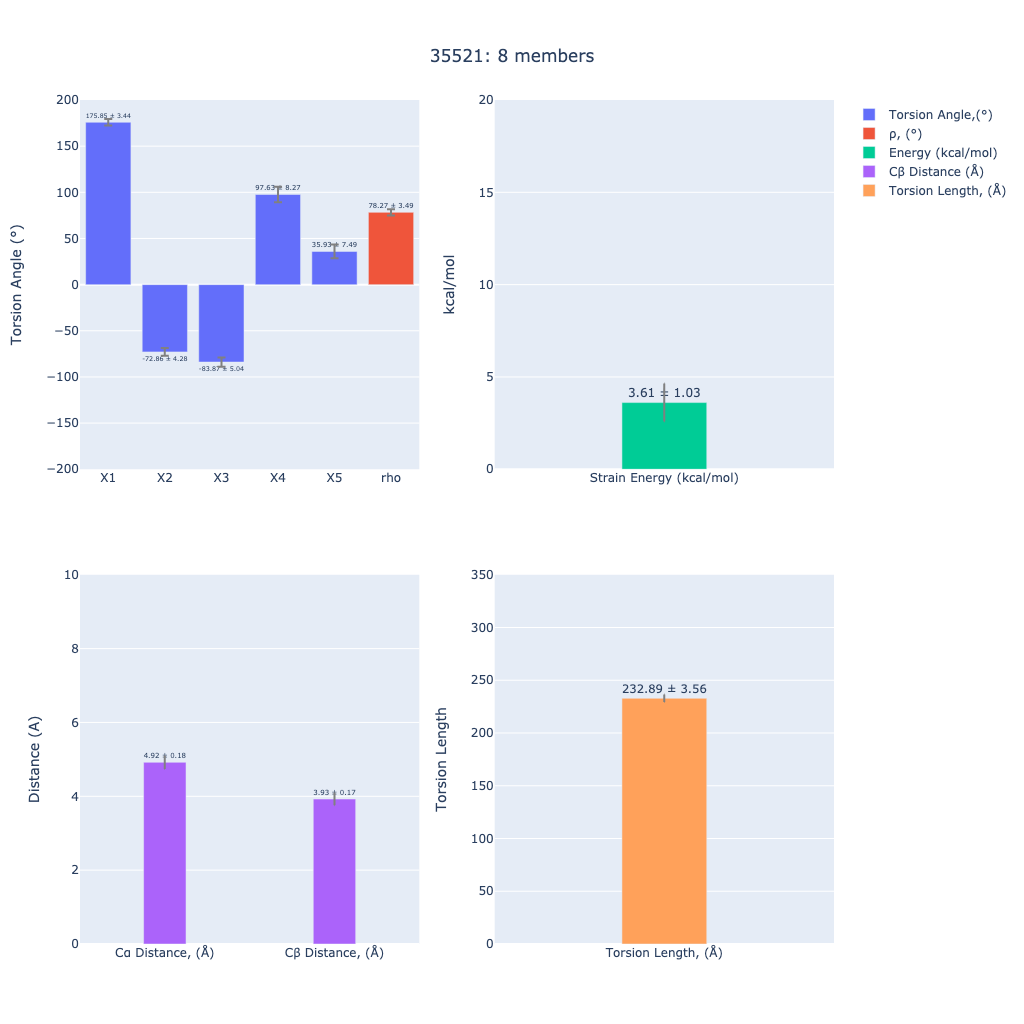 35521: 8 members
200
150
100
50
0
−50
−100
−150
−200
Torsion Angle (°)
175.85 ± 3.44
-72.86 ± 4.28
-83.87 ± 5.04
97.63 ± 8.27
35.93 ± 7.49
78.27 ± 3.49
X1
X2
X3
X4
X5
rho
20
15
10
5
0
kcal/mol
3.61 ± 1.03
Strain Energy (kcal/mol)
Torsion Angle,(°)
ρ, (°)
Energy (kcal/mol)
Cβ Distance (Å)
Torsion Length, (Å)
10
8
6
4
2
0
Distance (A)
4.92 ± 0.18
3.93 ± 0.17
Cα Distance, (Å)
Cβ Distance, (Å)
350
300
250
200
150
100
50
0
Torsion Length
232.89 ± 3.56
Torsion Length, (Å)